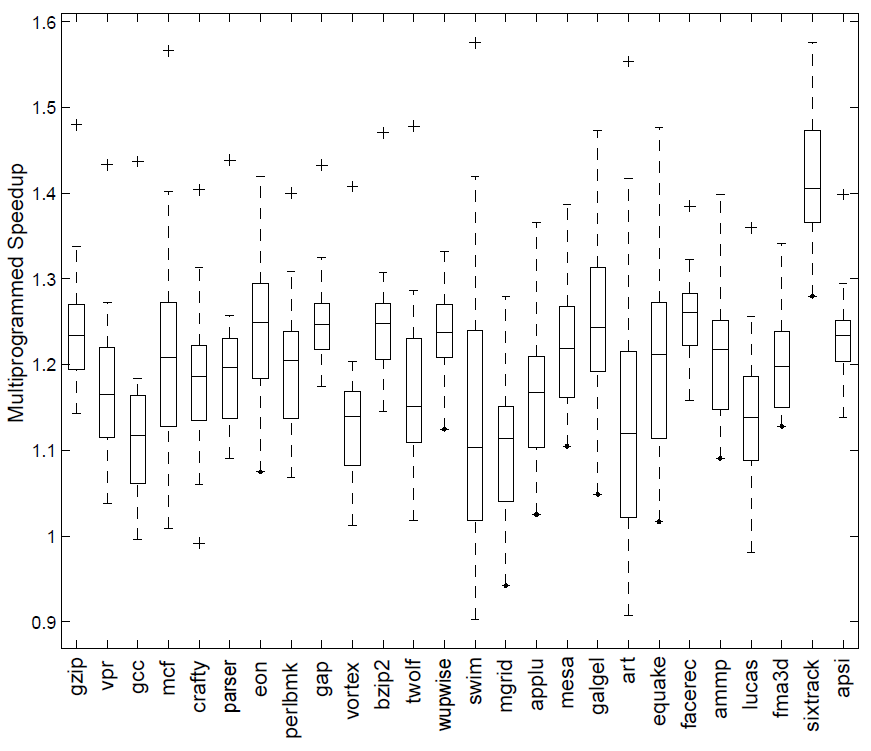 Multiprogrammed Speedup
1.6
1.5
1.4
1.3
1.2
1.1
1
0.9
gzip
vpr
gcc
mcf
crafty
parser
eon
perlbmk
gap
vortex
bzip2
twolf
wupwise
swim
mgrid
applu
mesa
galgel
art
equake
facerec
ammp
lucas
fma3d
sixtrack
apsi